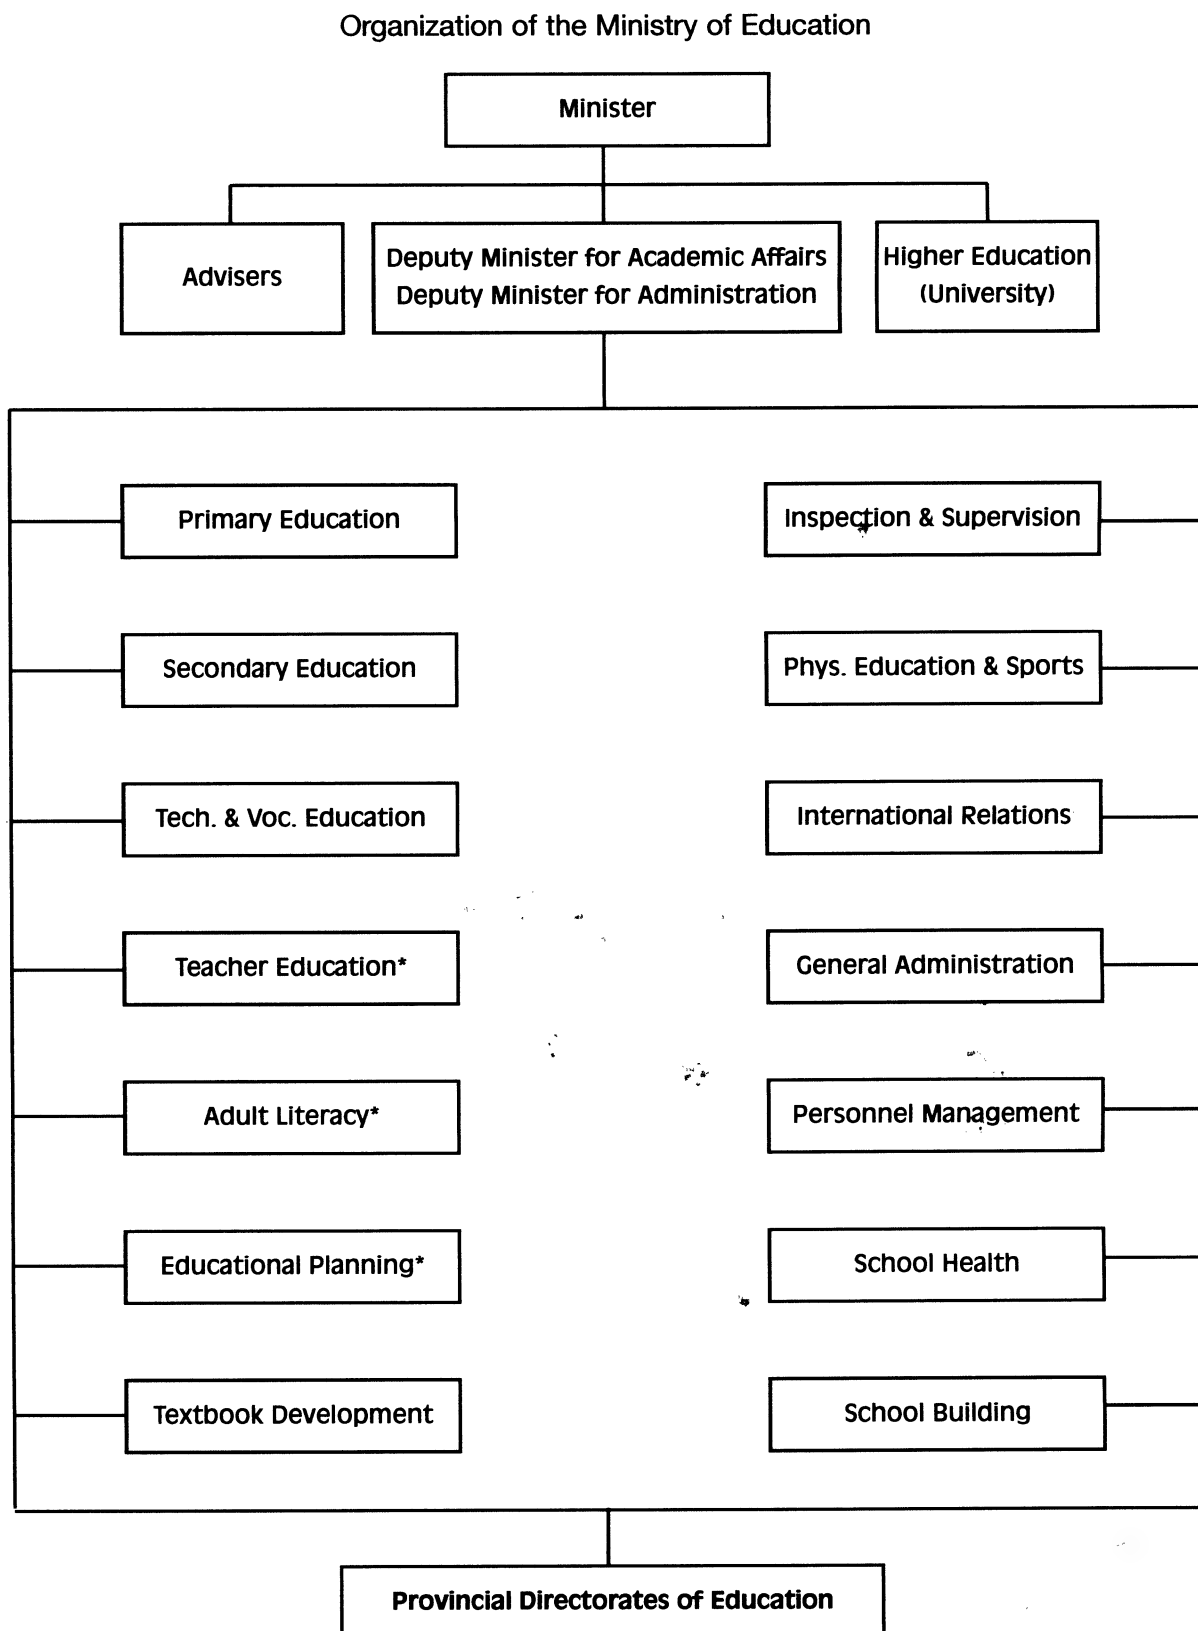 Organization of the Ministry of Education
Minister
Advisers
Deputy Minister for Academic Affairs
Deputy Minister for Administration
Higher Education
(University)
Primary Education
Inspection & Supervision
Secondary Education
Phys. Education & Sports
Tech. & Voc. Education
International Relations
Teacher Education*
General Administration
Adult Literacy*
Personnel Management
Educational Planning*
School Health
Textbook Development
School Building
Provincial Directorates of Education